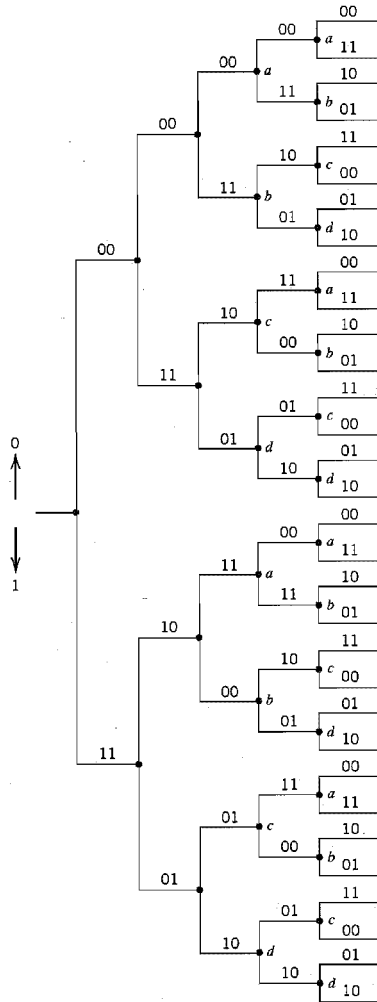 00
00 a 11
00 a 10
11 b 01
00 11
10 c 00
11 b 01
01 d 10
00 00
11 a 11
10 c 10
00 b 01
11 11
01 c 00
01 d 01
0 10 d 10
00
00 a 11
11 a 10
1 11 b 01
10 11
10 c 00
00 b 01
01 d 10
11 00
11 a 11
01 c 10
00 b 01
01 11
01 c 00
10 d 01
10 d 10